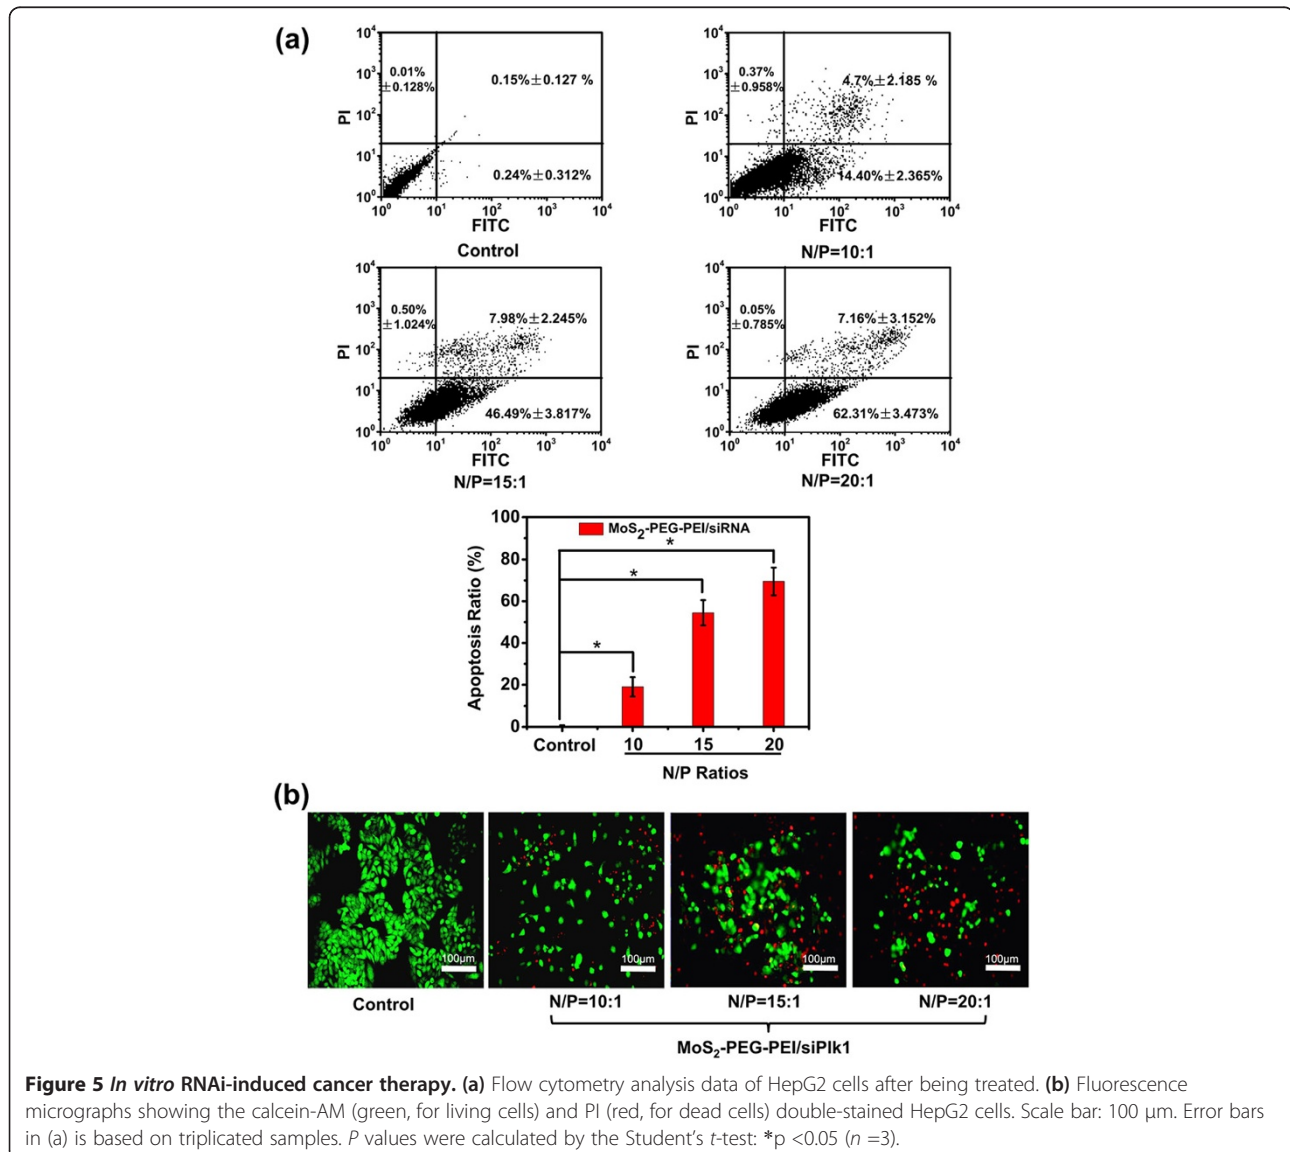 (a)
10⁴
10³
10²
10¹
10⁰
PI
0.01%
±0.128%
0.15%±0.127 %
0.24%±0.312%
10⁰ 10¹ 10² 10³ 10⁴
FITC
Control
10⁴
10³
10²
10¹
10⁰
PI
0.37%
±0.958%
4.7%±2.185 %
14.40%±2.365%
10⁰ 10¹ 10² 10³ 10⁴
FITC
N/P=10:1
10⁴
10³
10²
10¹
10⁰
PI
0.50%
±1.024%
7.98%±2.245%
46.49%±3.817%
10⁰ 10¹ 10² 10³ 10⁴
FITC
N/P=15:1
10⁴
10³
10²
10¹
10⁰
PI
0.05%
±0.785%
7.16%±3.152%
62.31%±3.473%
10⁰ 10¹ 10² 10³ 10⁴
FITC
N/P=20:1
100
80
60
40
20
0
Apoptosis Ratio (%)
MoS₂-PEG-PEI/siRNA
*
*
*
Control 10 15 20
N/P Ratios
(b)
100μm
100μm
100μm
100μm
Control
N/P=10:1
N/P=15:1
N/P=20:1
MoS₂-PEG-PEI/siPlk1
Figure 5 In vitro RNAi-induced cancer therapy. (a) Flow cytometry analysis data of HepG2 cells after being treated. (b) Fluorescence
micrographs showing the calcein-AM (green, for living cells) and PI (red, for dead cells) double-stained HepG2 cells. Scale bar: 100 μm. Error bars
in (a) is based on triplicated samples. P values were calculated by the Student's t-test: *p <0.05 (n =3).